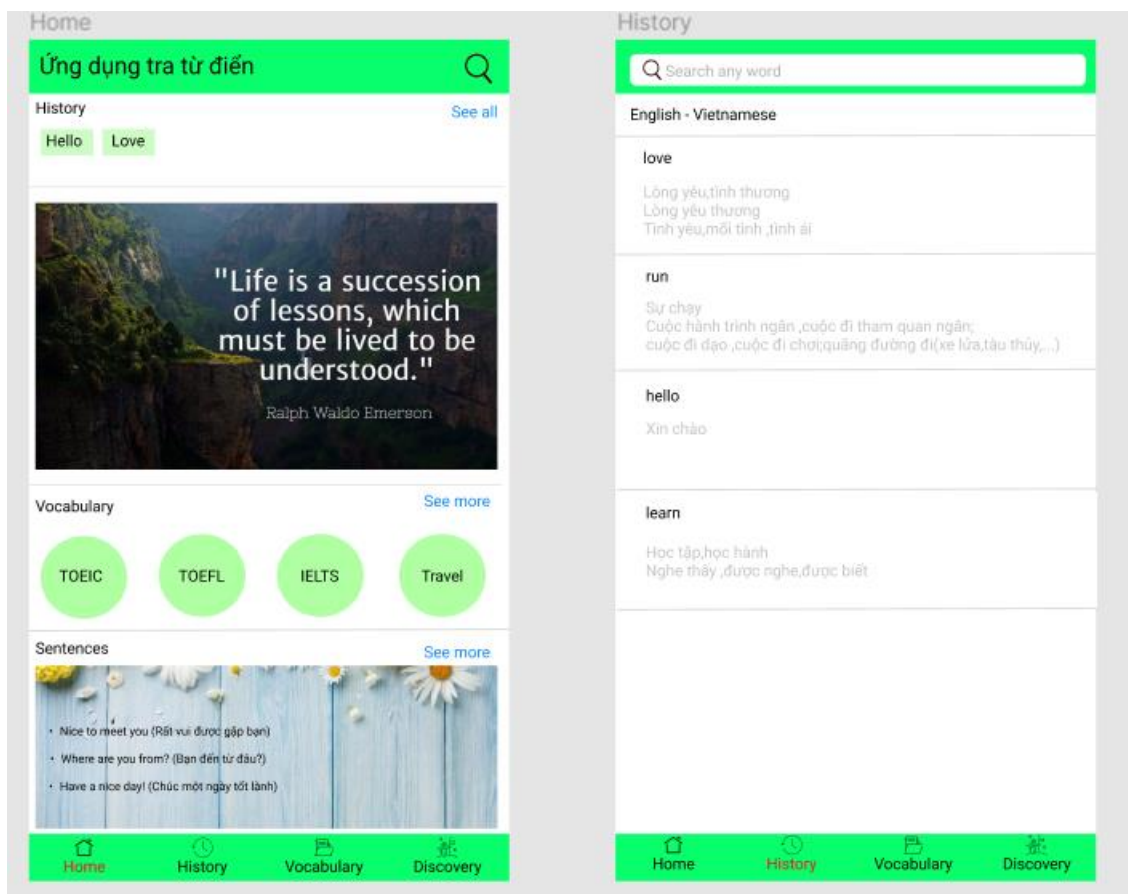 Home
Ứng dụng tra từ điển
History
See all
Hello
Love
"Life is a succession
of lessons, which
must be lived to be
understood."
Ralph Waldo Emerson
Vocabulary
See more
TOEIC
TOEFL
IELTS
Travel
Sentences
See more
• Nice to meet you (Rất vui được gặp bạn)
• Where are you from? (Bạn đến từ đâu?)
• Have a nice day! (Chúc một ngày tốt lành)
Home
History
Vocabulary
Discovery
History
Search any word
English - Vietnamese
love
Lòng yêu,tình thương
Lòng yêu thương
Tình yêu,mối tình ,tình ái
run
Sự chạy
Cuộc hành trình ngắn ,cuộc đi tham quan ngắn;
cuộc đi dạo ,cuộc đi chơi;quãng đường đi(xe lửa,tàu thủy,...)
hello
Xin chào
learn
Học tập,học hành
Nghe thấy ,được nghe,được biết
Home
History
Vocabulary
Discovery